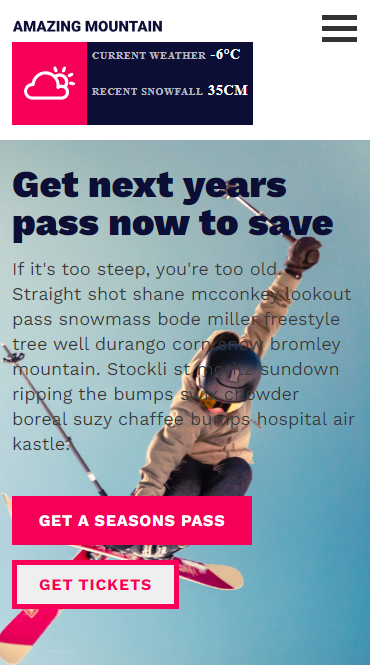 AMAZING MOUNTAIN
CURRENT WEATHER -6°C
RECENT SNOWFALL 35CM
Get next years
pass now to save
If it's too steep, you're too old.
Straight shot shane mcconkey lookout
pass snowmass bode miller freestyle
tree well durango corn snow bromley
mountain. Stockli st moritz sundown
ripping the bumps swix chowder
boreal suzy chaffee bumps hospital air
kastle?
GET A SEASONS PASS
GET TICKETS